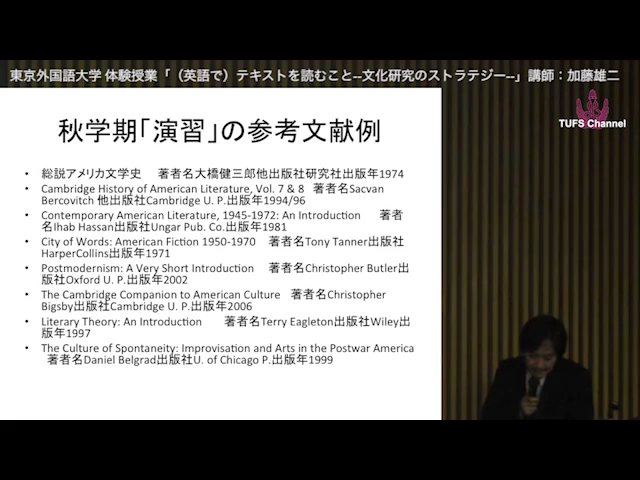 東京外国語大学 体験授業「（英語で）テキストを読むこと--文化研究のストラテジー--」講師：加藤雄二
TUFS Channel
秋学期「演習」の参考文献例
• 総説アメリカ文学史 著者名大橋健三郎他出版社研究社出版年1974
• Cambridge History of American Literature, Vol. 7 & 8 著者名Sacvan
Bercovitch 他出版社Cambridge U. P.出版年1994/96
• Contemporary American Literature, 1945-1972: An Introduction 著者
名Ihab Hassan出版社Ungar Pub. Co.出版年1981
• City of Words: American Fiction 1950-1970 著者名Tony Tanner出版社
HarperCollins出版年1971
• Postmodernism: A Very Short Introduction 著者名Christopher Butler出
版社Oxford U. P.出版年2002
• The Cambridge Companion to American Culture 著者名Christopher
Bigsby出版社Cambridge U. P.出版年2006
• Literary Theory: An Introduction 著者名Terry Eagleton出版社Wiley出
版年1997
• The Culture of Spontaneity: Improvisation and Arts in the Postwar America
著者名Daniel Belgrad出版社U. of Chicago P.出版年1999